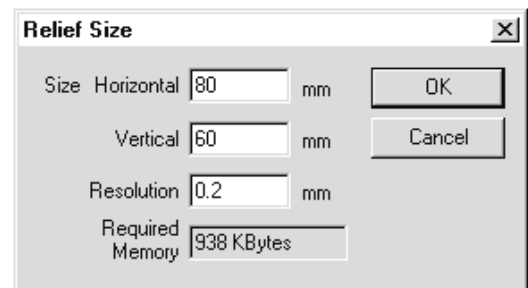 Relief Size
Size Horizontal 80 mm OK
Vertical 60 mm Cancel
Resolution 0.2 mm
Required
Memory 938 KBytes